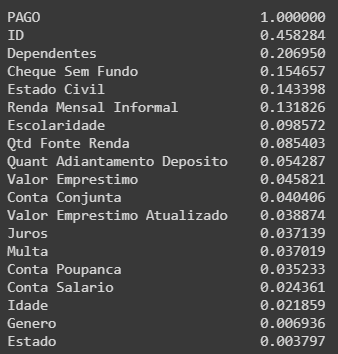 PAGO 1.000000
ID 0.458284
Dependentes 0.206950
Cheque Sem Fundo 0.154657
Estado Civil 0.143398
Renda Mensal Informal 0.131826
Escolaridade 0.098572
Qtd Fonte Renda 0.085403
Quant Adiantamento Deposito 0.054287
Valor Emprestimo 0.045821
Conta Conjunta 0.040406
Valor Emprestimo Atualizado 0.038874
Juros 0.037139
Multa 0.037019
Conta Poupanca 0.035233
Conta Salario 0.024361
Idade 0.021859
Genero 0.006936
Estado 0.003797